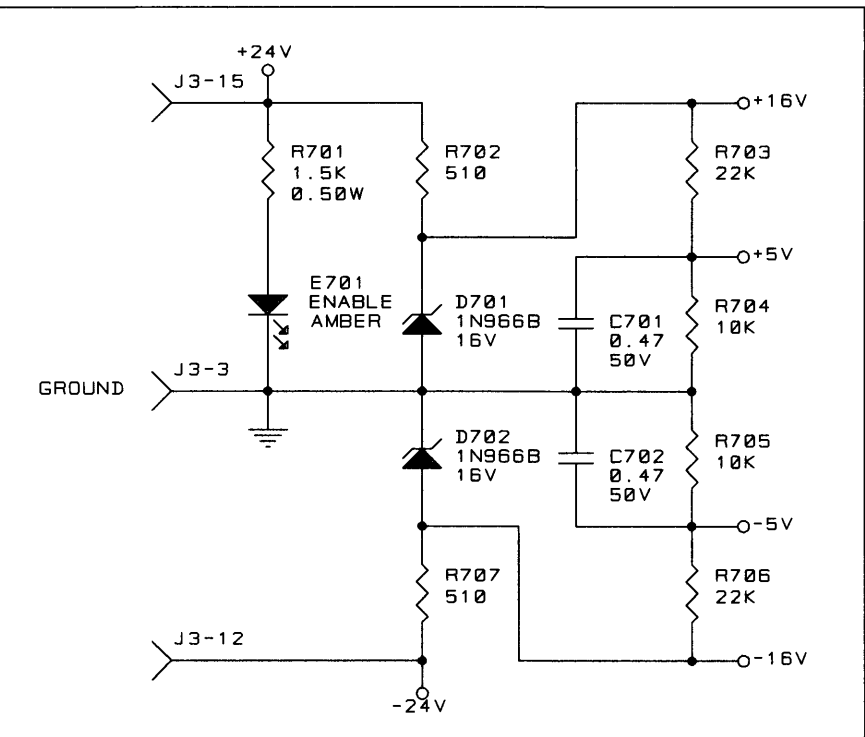 +24V
J3-15
+16V
R701
1.5K
0.50W
R702
510
R703
22K
+5V
E701
ENABLE
AMBER
D701
1N966B
16V
C701
0.47
50V
R704
10K
J3-3
GROUND
D702
1N966B
16V
C702
0.47
50V
R705
10K
-5V
R707
510
R706
22K
J3-12
-16V
-24V